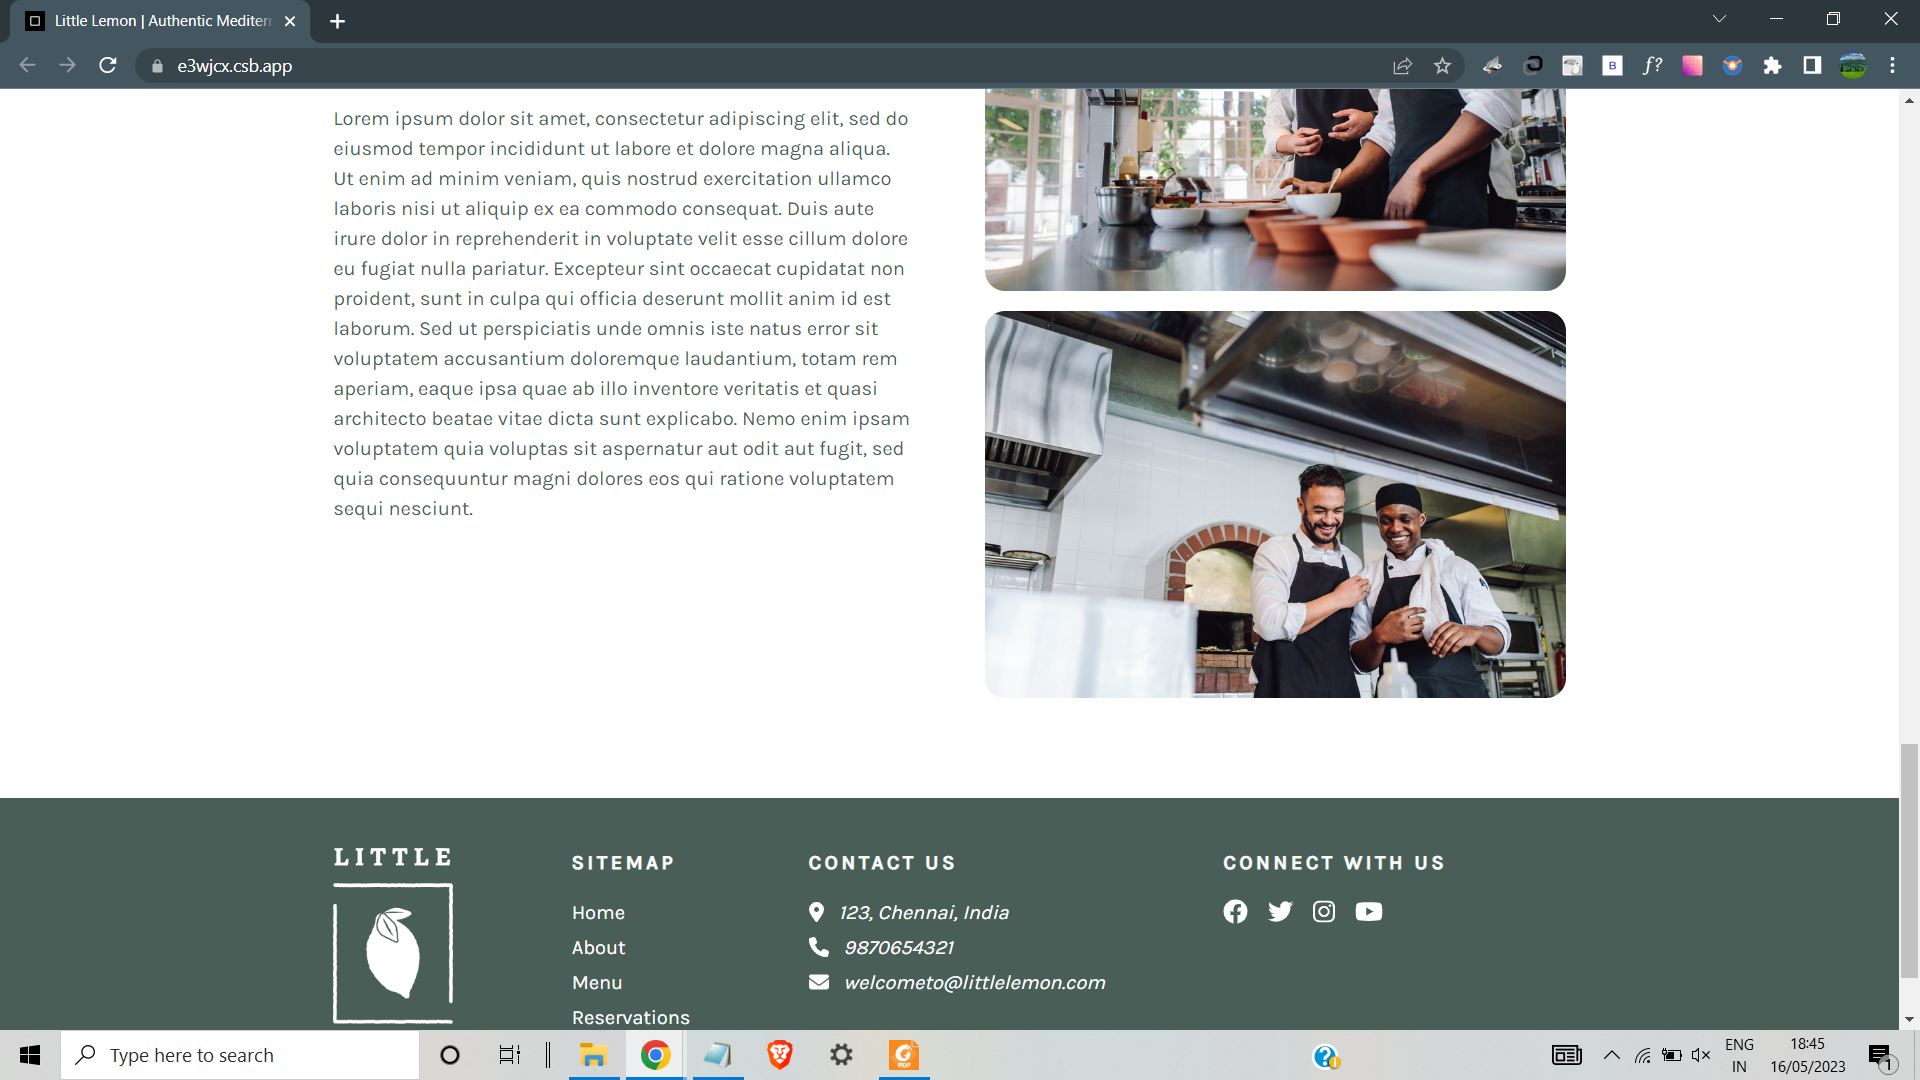 Little Lemon | Authentic Mediterr
e3wjcx.csb.app
B
f?
Lorem ipsum dolor sit amet, consectetur adipiscing elit, sed do
eiusmod tempor incididunt ut labore et dolore magna aliqua.
Ut enim ad minim veniam, quis nostrud exercitation ullamco
laboris nisi ut aliquip ex ea commodo consequat. Duis aute
irure dolor in reprehenderit in voluptate velit esse cillum dolore
eu fugiat nulla pariatur. Excepteur sint occaecat cupidatat non
proident, sunt in culpa qui officia deserunt mollit anim id est
laborum. Sed ut perspiciatis unde omnis iste natus error sit
voluptatem accusantium doloremque laudantium, totam rem
aperiam, eaque ipsa quae ab illo inventore veritatis et quasi
architecto beatae vitae dicta sunt explicabo. Nemo enim ipsam
voluptatem quia voluptas sit aspernatur aut odit aut fugit, sed
quia consequuntur magni dolores eos qui ratione voluptatem
sequi nesciunt.
LITTLE
SITEMAP
Home
About
Menu
Reservations
CONTACT US
123, Chennai, India
9870654321
welcometo@littlelemon.com
CONNECT WITH US
Type here to search
PDF
ENG
IN
18:45
16/05/2023
1